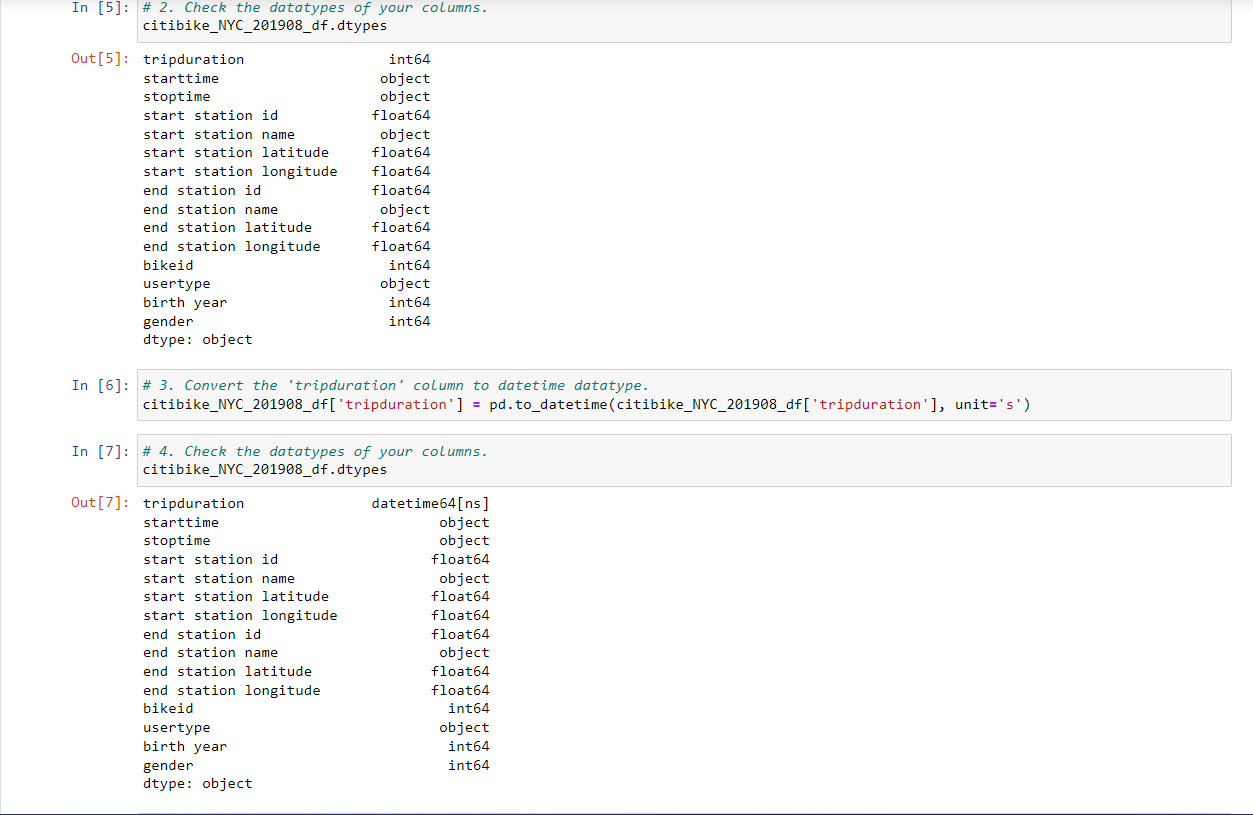 In [5]: # 2. Check the datatypes of your columns.
citibike_NYC_201908_df.dtypes
Out[5]: tripduration int64
starttime object
stoptime object
start station id float64
start station name object
start station latitude float64
start station longitude float64
end station id float64
end station name object
end station latitude float64
end station longitude float64
bikeid int64
usertype object
birth year int64
gender int64
dtype: object
In [6]: # 3. Convert the 'tripduration' column to datetime datatype.
citibike_NYC_201908_df['tripduration'] = pd.to_datetime(citibike_NYC_201908_df['tripduration'], unit='s')
In [7]: # 4. Check the datatypes of your columns.
citibike_NYC_201908_df.dtypes
Out[7]: tripduration datetime64[ns]
starttime object
stoptime object
start station id float64
start station name object
start station latitude float64
start station longitude float64
end station id float64
end station name object
end station latitude float64
end station longitude float64
bikeid int64
usertype object
birth year int64
gender int64
dtype: object